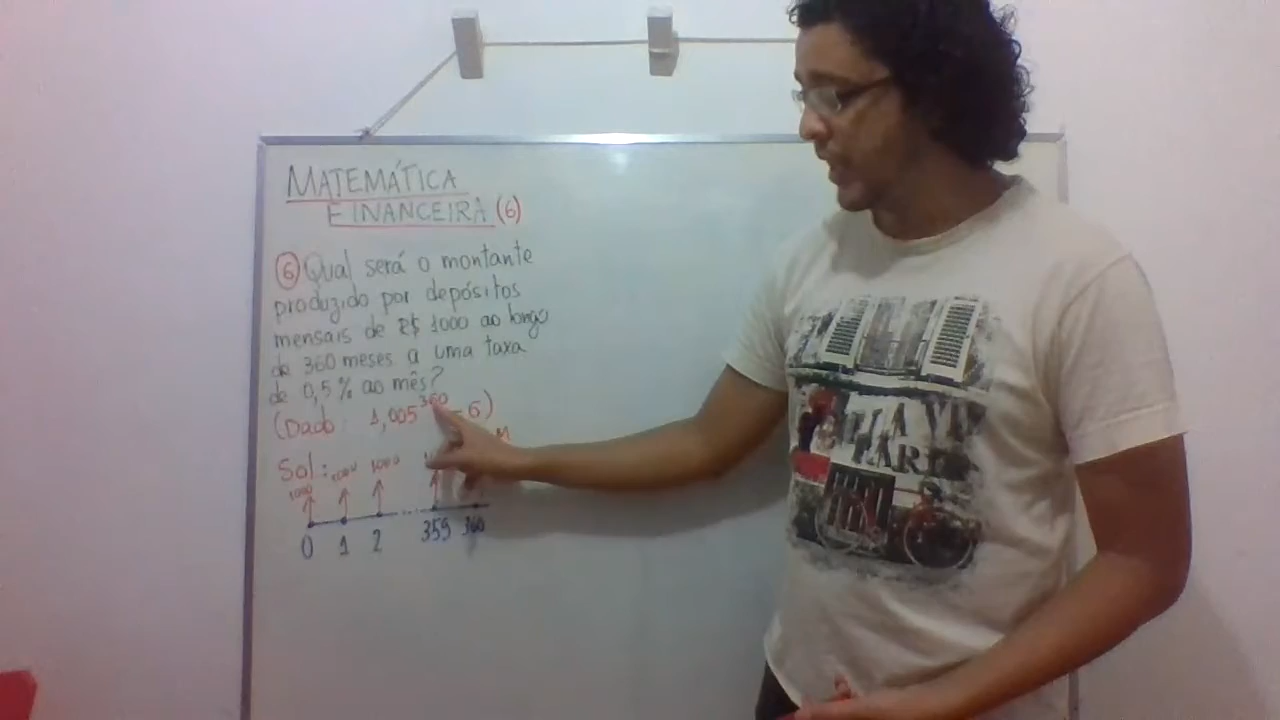 MATEMÁTICA
FINANCEIRA (6)
6 Qual será o montante
produzido por depósitos
mensais de R$ 1000 ao longo
de 360 meses a uma taxa
de 0,5% ao mês?
(Dado: 1,005^360 = 6)
M
Sol.: 1000 1000
1000
0 1 2 ... 359 360